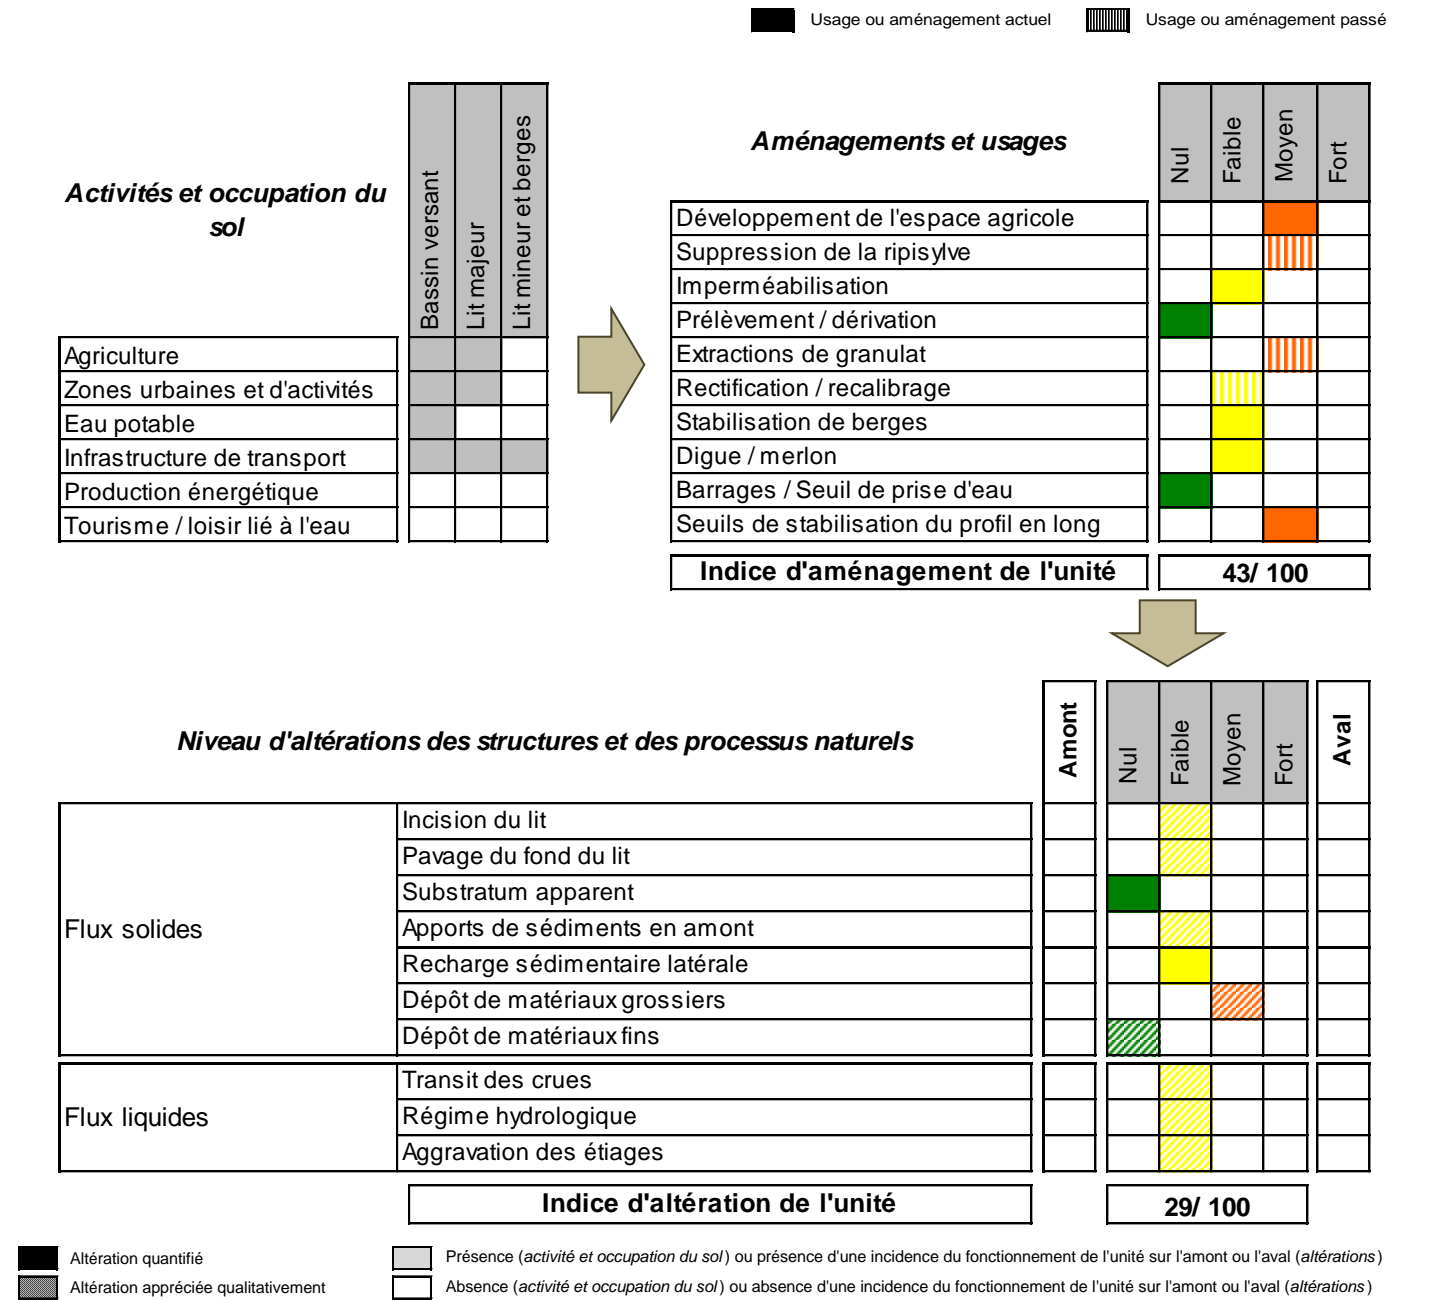 Usage ou aménagement actuel
Usage ou aménagement passé
Activités et occupation du
sol
Bassin versant
Lit majeur
Lit mineur et berges
Agriculture
Zones urbaines et d'activités
Eau potable
Infrastructure de transport
Production énergétique
Tourisme / loisir lié à l'eau
Aménagements et usages
Nul
Faible
Moyen
Fort
Développement de l'espace agricole
Suppression de la ripisylve
Imperméabilisation
Prélèvement / dérivation
Extractions de granulat
Rectification / recalibrage
Stabilisation de berges
Digue / merlon
Barrages / Seuil de prise d'eau
Seuils de stabilisation du profil en long
Indice d'aménagement de l'unité
43/ 100
Niveau d'altérations des structures et des processus naturels
Amont
Nul
Faible
Moyen
Fort
Aval
Flux solides
Incision du lit
Pavage du fond du lit
Substratum apparent
Apports de sédiments en amont
Recharge sédimentaire latérale
Dépôt de matériaux grossiers
Dépôt de matériaux fins
Flux liquides
Transit des crues
Régime hydrologique
Aggravation des étiages
Indice d'altération de l'unité
29/ 100
Altération quantifié
Présence (activité et occupation du sol) ou présence d'une incidence du fonctionnement de l'unité sur l'amont ou l'aval (altérations)
Altération appréciée qualitativement
Absence (activité et occupation du sol) ou absence d'une incidence du fonctionnement de l'unité sur l'amont ou l'aval (altérations)